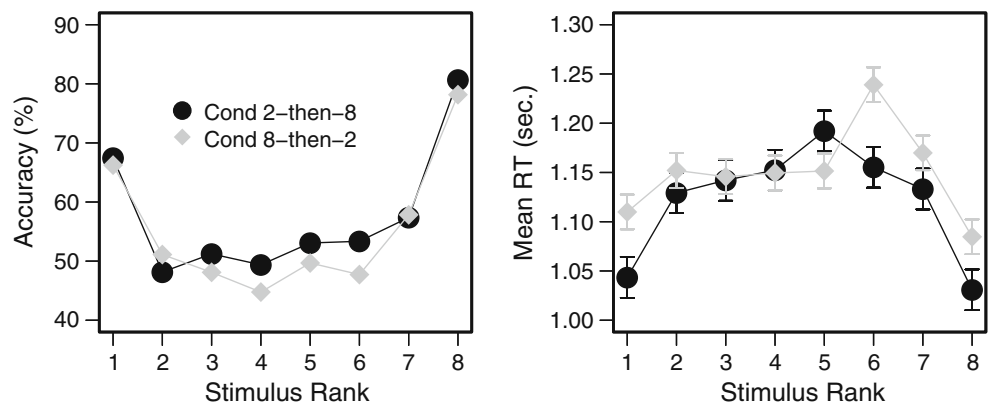 Accuracy (%)
90
80
70
60
50
40
Cond 2−then−8
Cond 8−then−2
1 2 3 4 5 6 7 8
Stimulus Rank
Mean RT (sec.)
1.30
1.25
1.20
1.15
1.10
1.05
1.00
1 2 3 4 5 6 7 8
Stimulus Rank